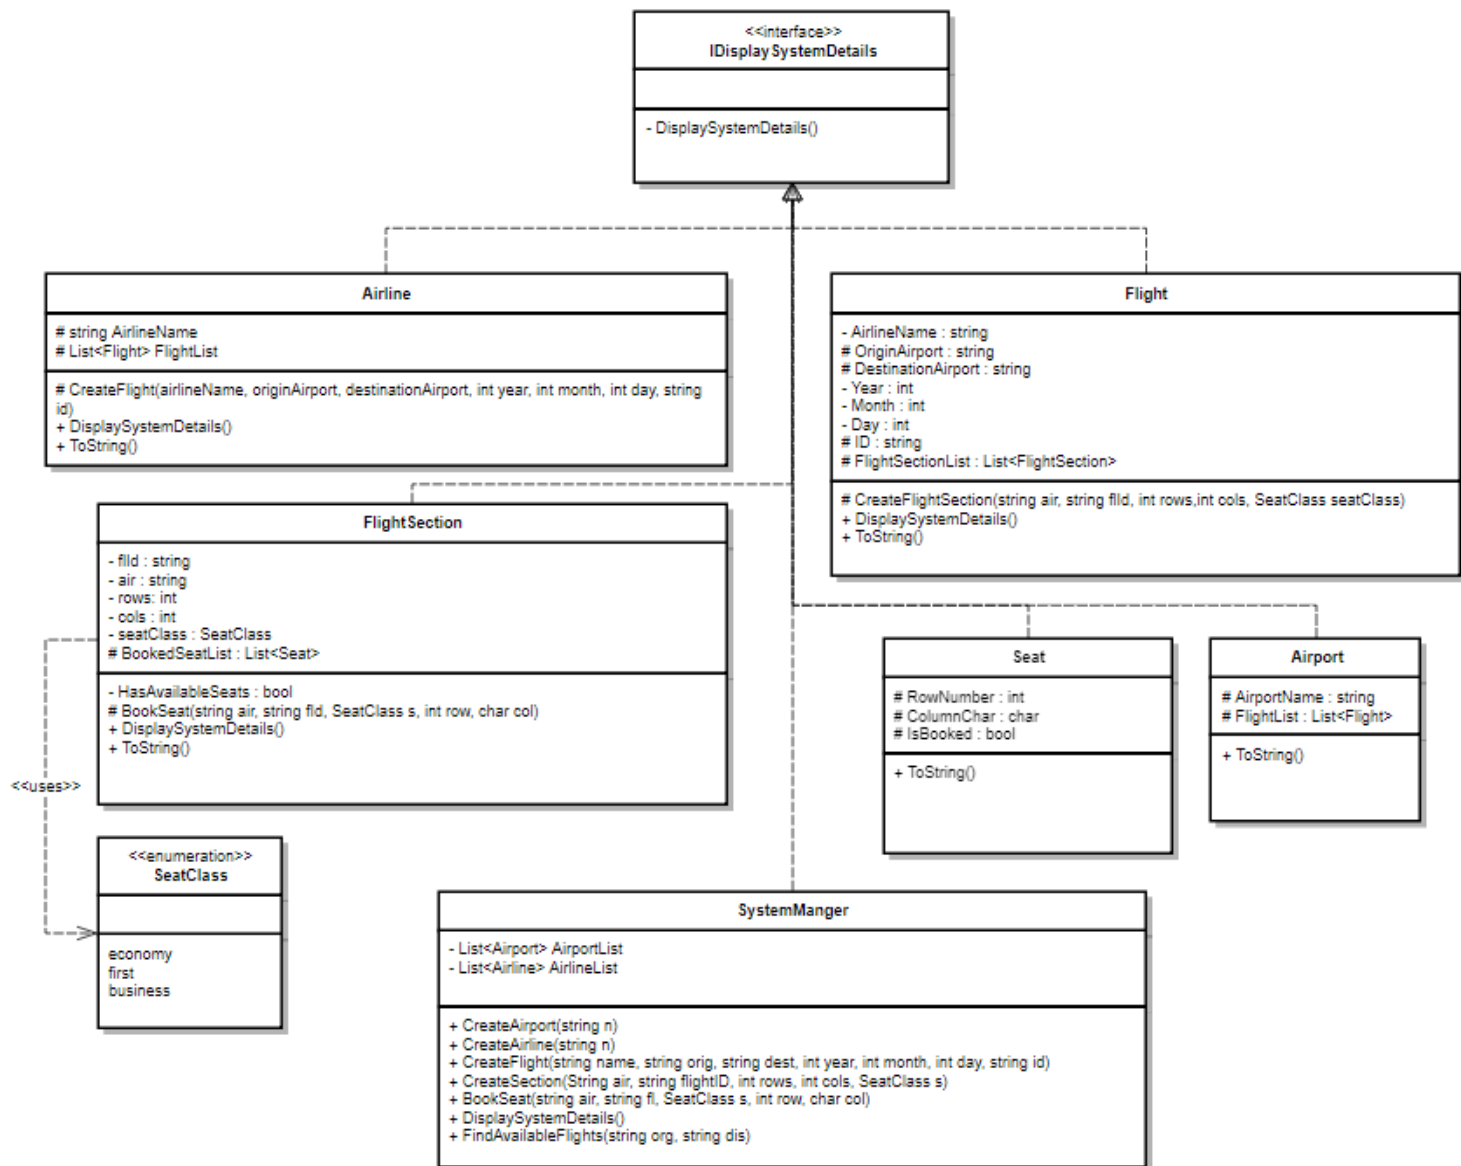 <<interface>>
IDisplaySystemDetails
- DisplaySystemDetails()
Airline
# string AirlineName
# List<Flight> FlightList
# CreateFlight(airlineName, originAirport, destinationAirport, int year, int month, int day, string
id)
+ DisplaySystemDetails()
+ ToString()
Flight
- AirlineName : string
# OriginAirport : string
# DestinationAirport : string
- Year : int
- Month : int
- Day : int
# ID : string
# FlightSectionList : List<FlightSection>
# CreateFlightSection(string air, string flId, int rows,int cols, SeatClass seatClass)
+ DisplaySystemDetails()
+ ToString()
FlightSection
- flId : string
- air : string
- rows: int
- cols : int
- seatClass : SeatClass
# BookedSeatList : List<Seat>
- HasAvailableSeats : bool
# BookSeat(string air, string fld, SeatClass s, int row, char col)
+ DisplaySystemDetails()
+ ToString()
Seat
# RowNumber : int
# ColumnChar : char
# IsBooked : bool
+ ToString()
Airport
# AirportName : string
# FlightList : List<Flight>
+ ToString()
<<uses>>
<<enumeration>>
SeatClass
economy
first
business
SystemManger
- List<Airport> AirportList
- List<Airline> AirlineList
+ CreateAirport(string n)
+ CreateAirline(string n)
+ CreateFlight(string name, string orig, string dest, int year, int month, int day, string id)
+ CreateSection(String air, string flightID, int rows, int cols, SeatClass s)
+ BookSeat(string air, string fl, SeatClass s, int row, char col)
+ DisplaySystemDetails()
+ FindAvailableFlights(string org, string dis)